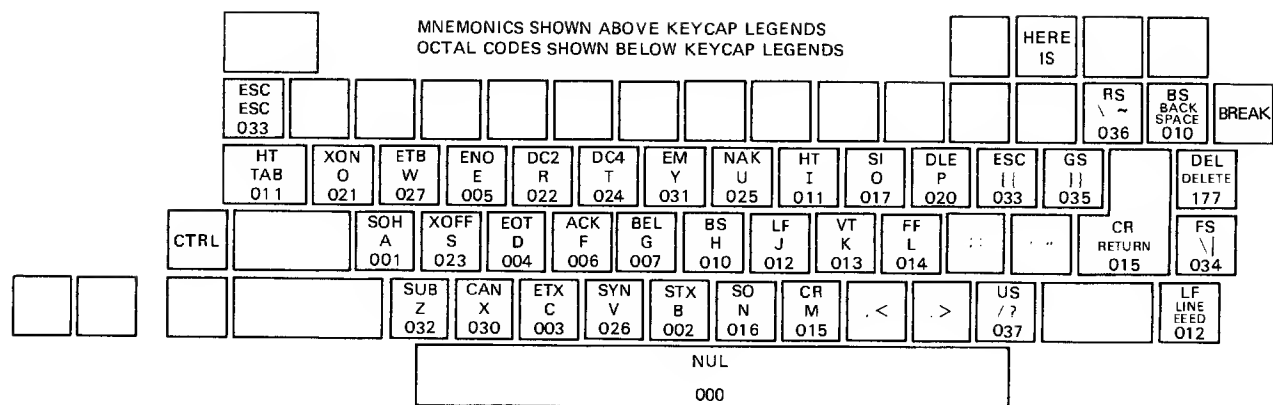 MNEMONICS SHOWN ABOVE KEYCAP LEGENDS
OCTAL CODES SHOWN BELOW KEYCAP LEGENDS
HERE
IS
ESC RS BS
ESC \ ~ BACK
SPACE
033 036 010
BREAK
HT XON ETB ENO DC2 DC4 EM NAK HT SI DLE ESC GS DEL
TAB O W E R T Y U I O P [{ ]} DELETE
011 021 027 005 022 024 031 025 011 017 020 033 035 177
CTRL
SOH XOFF EOT ACK BEL BS LF VT FF CR FS
A S D F G H J K L RETURN \|
001 023 004 006 007 010 012 013 014 015 034
SUB CAN ETX SYN STX SO CR US LF
Z X C V B N M , < . > / ? LINE
FEED
032 030 003 026 002 016 015 037 012
NUL
000